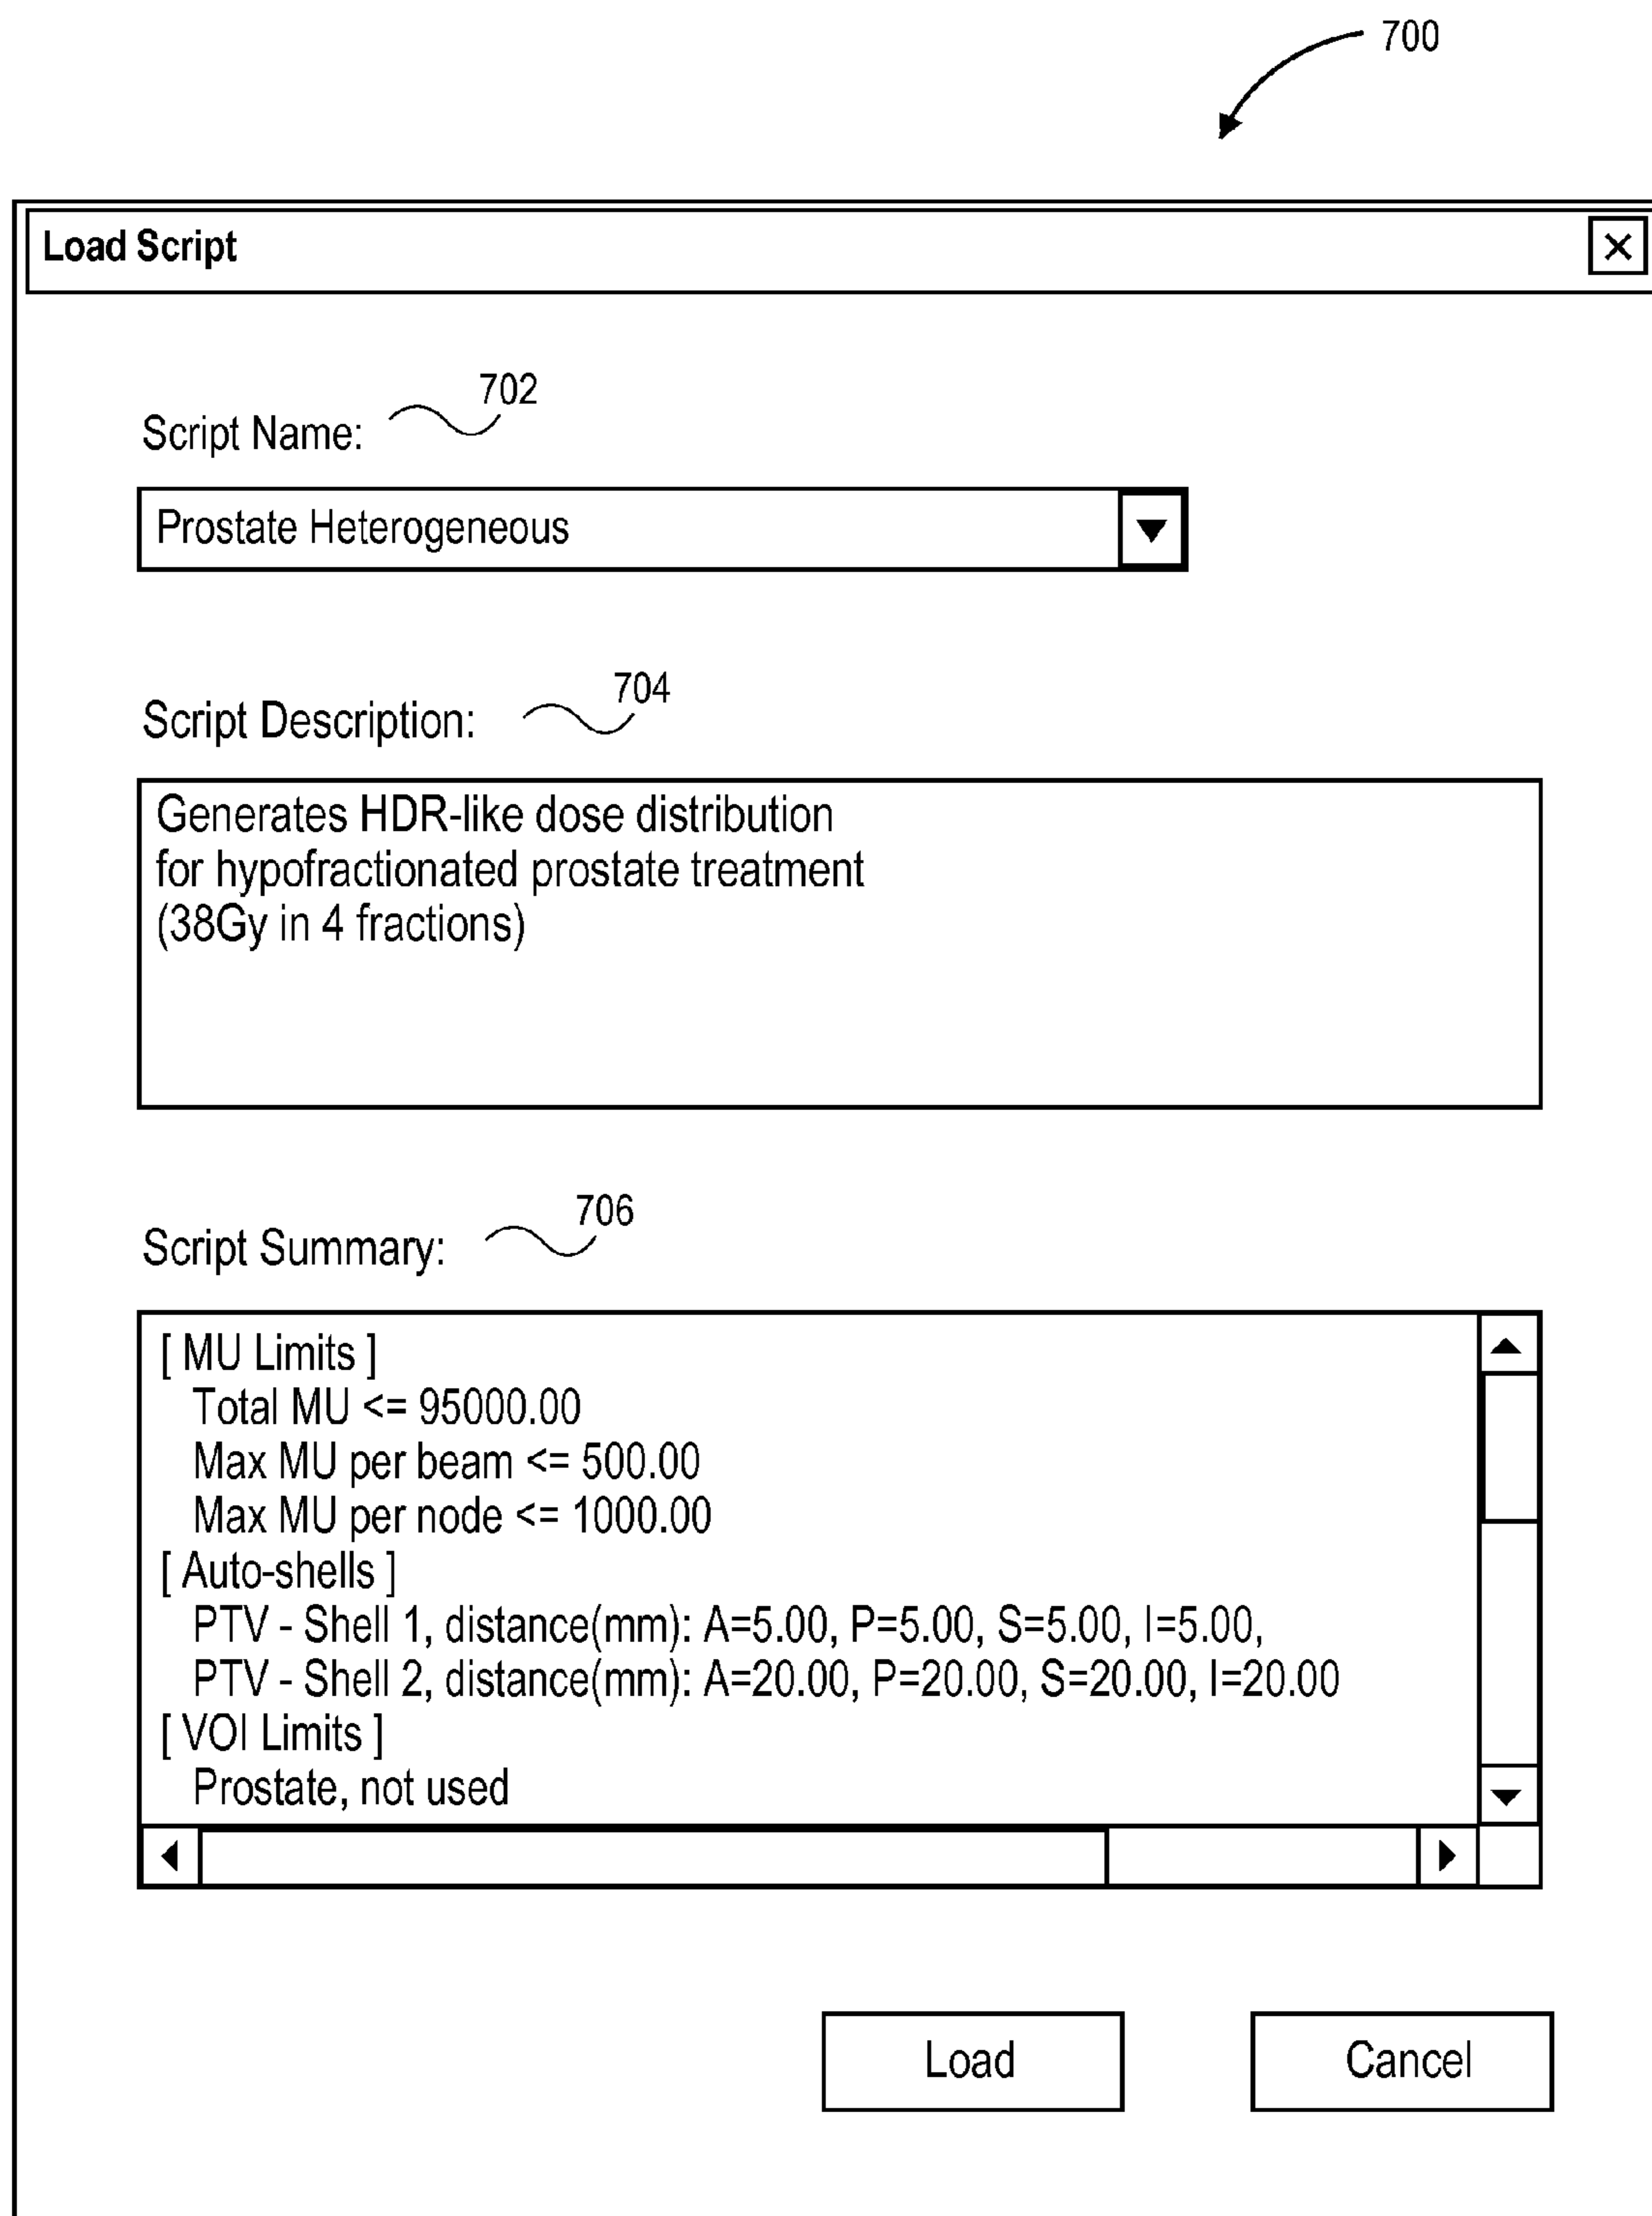 700
Load Script
702
Script Name:
Prostate Heterogeneous
704
Script Description:
Generates HDR-like dose distribution
for hypofractionated prostate treatment
(38Gy in 4 fractions)
706
Script Summary:
[ MU Limits ]
Total MU <= 95000.00
Max MU per beam <= 500.00
Max MU per node <= 1000.00
[ Auto-shells ]
PTV - Shell 1, distance(mm): A=5.00, P=5.00, S=5.00, I=5.00,
PTV - Shell 2, distance(mm): A=20.00, P=20.00, S=20.00, I=20.00
[ VOI Limits ]
Prostate, not used
Load Cancel